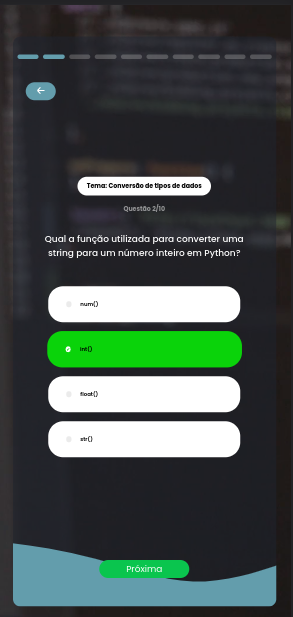 Tema: Conversão de tipos de dados
Questão 2/10
Qual a função utilizada para converter uma
string para um número inteiro em Python?
num()
int()
float()
str()
Próxima